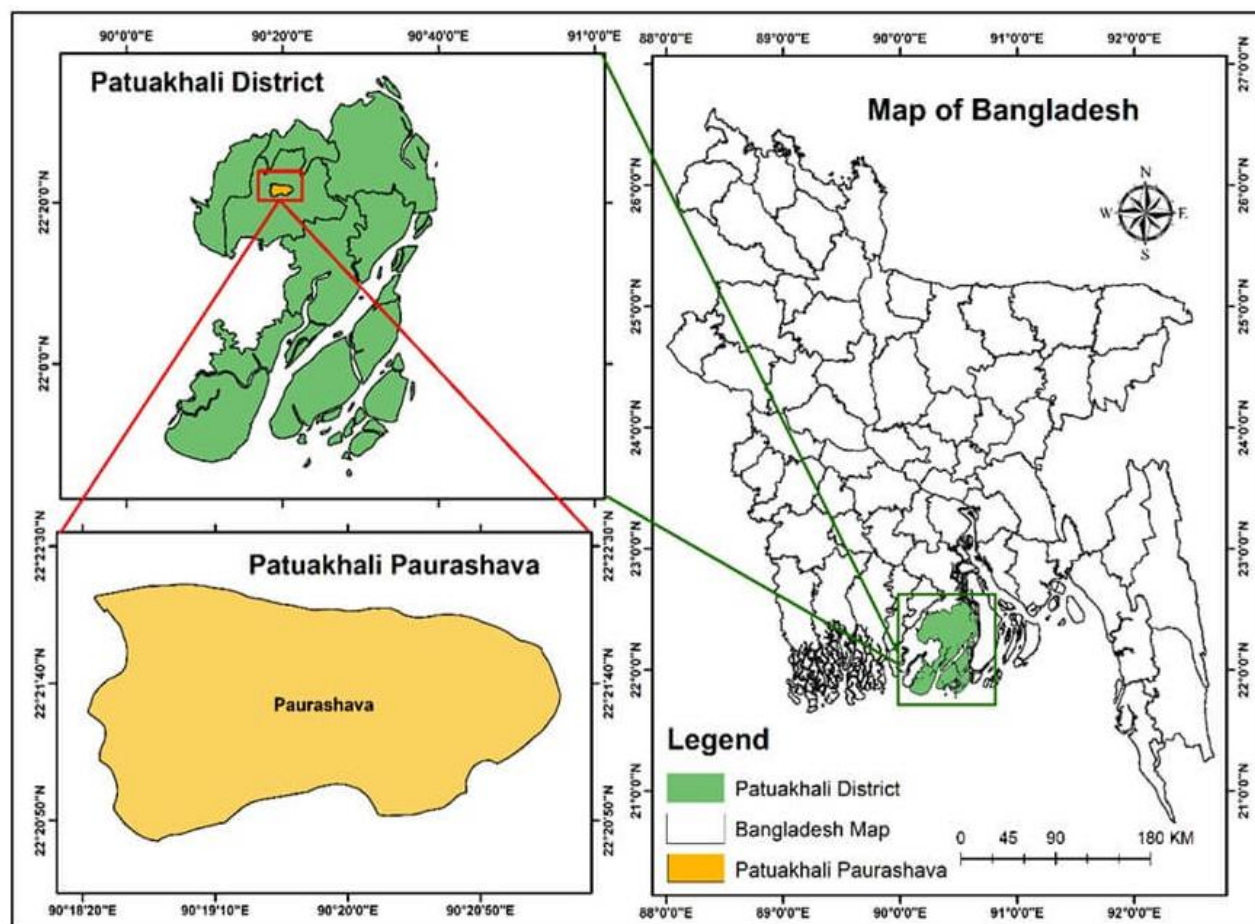 90°0'0"E 90°20'0"E 90°40'0"E 91°0'0"E
Patuakhali District
22°20'0"N
22°0'0"N
22°22'30"N
22°21'40"N
22°20'50"N
Patuakhali Paurashava
Paurashava
22°22'30"N
22°21'40"N
22°20'50"N
90°18'20"E 90°19'10"E 90°20'0"E 90°20'50"E
88°0'0"E 89°0'0"E 90°0'0"E 91°0'0"E 92°0'0"E
Map of Bangladesh
N
W E
S
26°0'0"N
25°0'0"N
24°0'0"N
23°0'0"N
22°0'0"N
21°0'0"N
27°0'0"N
26°0'0"N
25°0'0"N
24°0'0"N
23°0'0"N
22°0'0"N
21°0'0"N
Legend
Patuakhali District
Bangladesh Map
Patuakhali Paurashava
0 45 90 180 KM
88°0'0"E 89°0'0"E 90°0'0"E 91°0'0"E 92°0'0"E